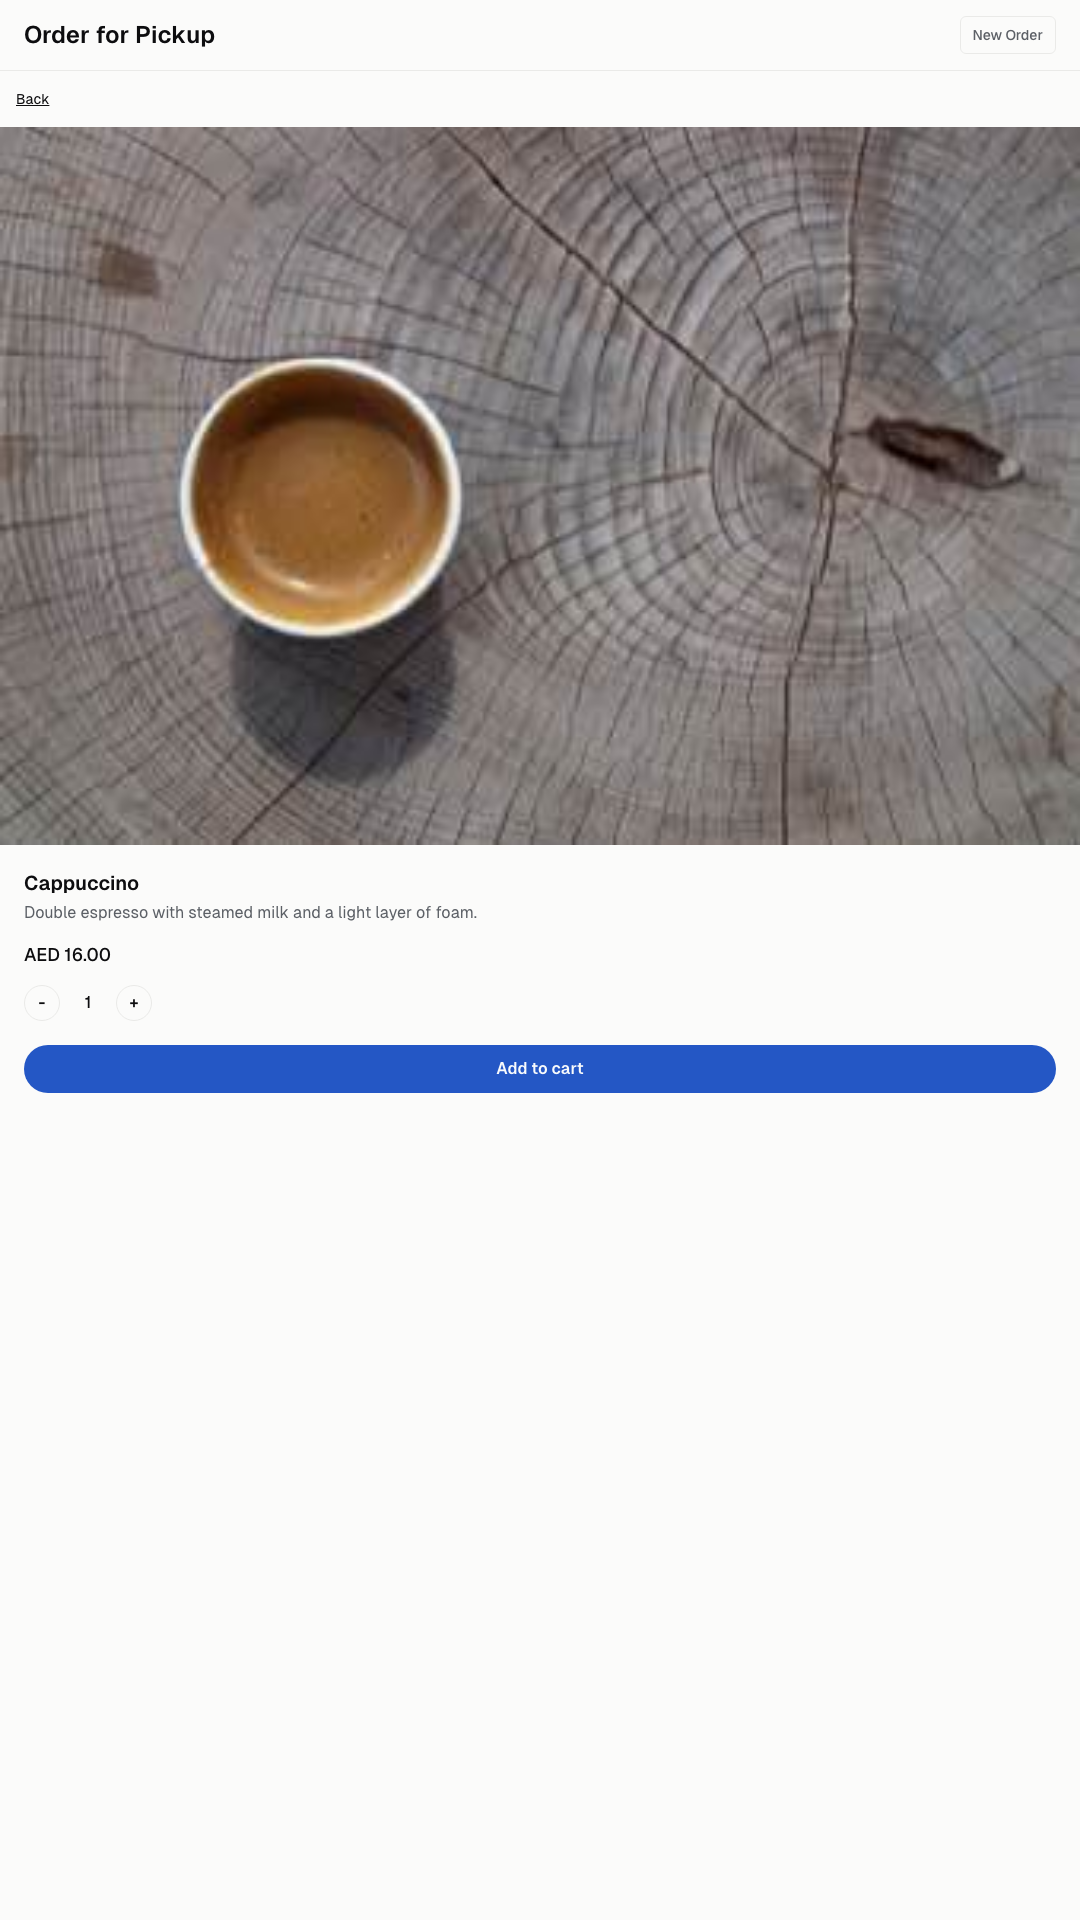 Order for Pickup
New Order
Back
Cappuccino
Double espresso with steamed milk and a light layer of foam.
AED 16.00
- 1 +
Add to cart